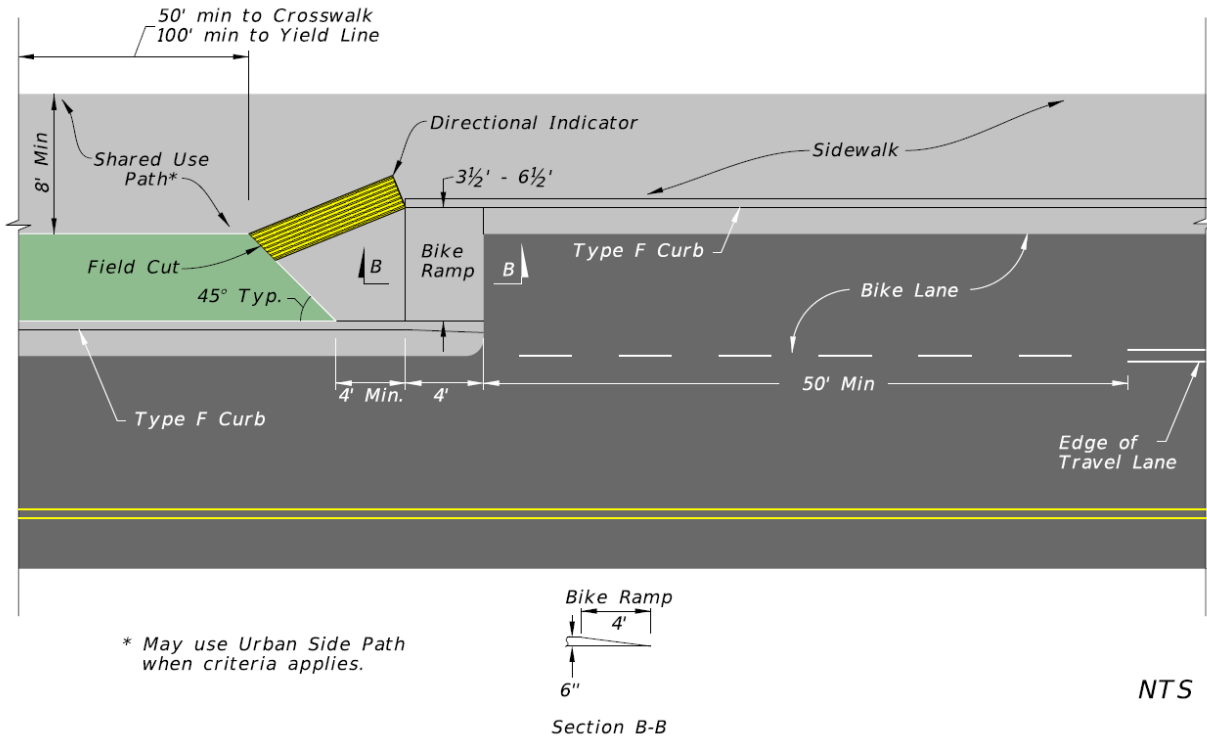 50' min to Crosswalk
100' min to Yield Line
Directional Indicator
8' Min
Shared Use
Path*
Sidewalk
3½' - 6½'
Field Cut
B
Bike
Ramp
B
Type F Curb
45° Typ.
Bike Lane
4' Min.
4'
50' Min
Type F Curb
Edge of
Travel Lane
Bike Ramp
4'
* May use Urban Side Path
when criteria applies.
6"
NTS
Section B-B